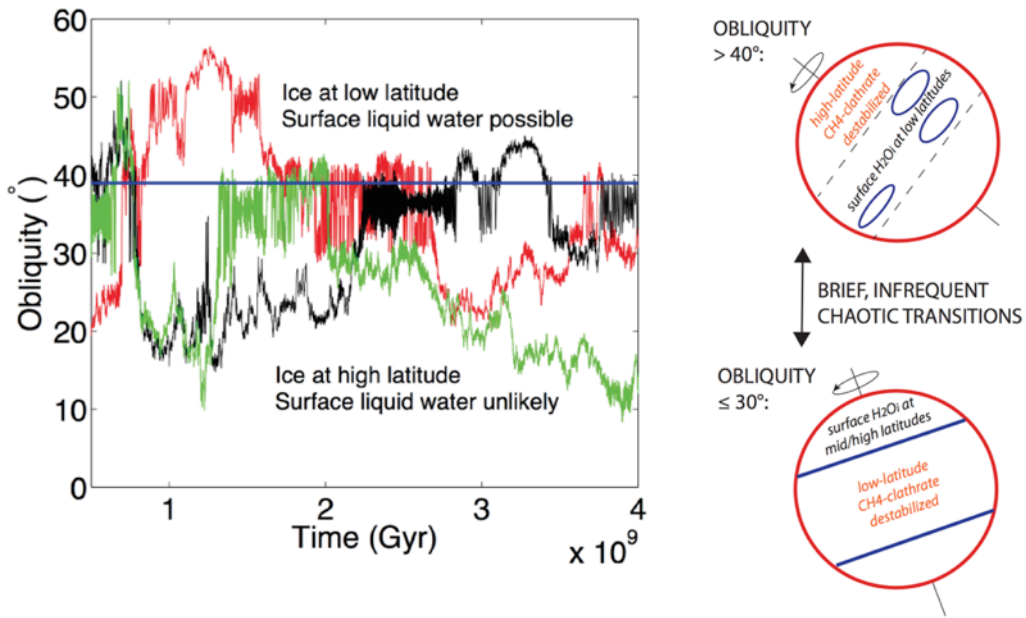 60
50
40
30
20
10
0
Obliquity (°)
1
2
3
4
Time (Gyr)
x 10⁹
Ice at low latitude
Surface liquid water possible
Ice at high latitude
Surface liquid water unlikely
OBLIQUITY
> 40°:
high-latitude
CH4-clathrate
destabilized
surface H2Oi at low latitudes
BRIEF, INFREQUENT
CHAOTIC TRANSITIONS
OBLIQUITY
≤ 30°:
surface H2Oi at
mid/high latitudes
low-latitude
CH4-clathrate
destabilized